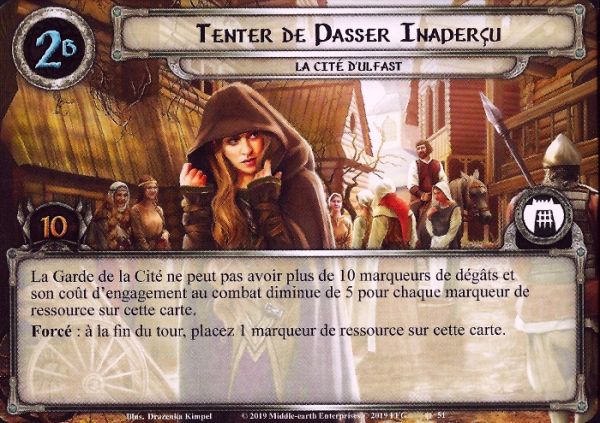 2B
TENTER DE PASSER INAPERÇU
LA CITÉ D'ULFAST
10
La Garde de la Cité ne peut pas avoir plus de 10 marqueurs de dégâts et
son coût d'engagement au combat diminue de 5 pour chaque marqueur de
ressource sur cette carte.
Forcé : à la fin du tour, placez 1 marqueur de ressource sur cette carte.
Illus. Drazenka Kimpel © 2019 Middle-earth Enterprises © 2019 FFG 51